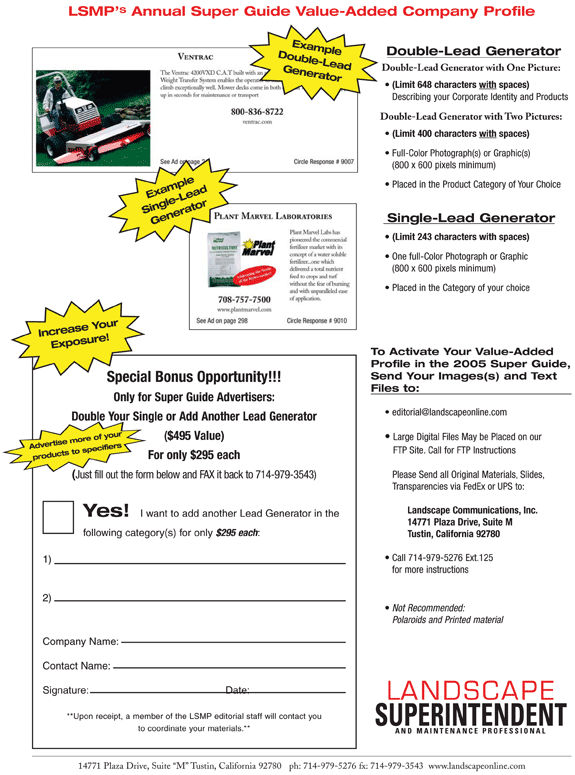 LSMP's Annual Super Guide Value-Added Company Profile
VENTRAC
The Ventrac 4200VXD C.A.T built with an
Weight Transfer System enables the operator
climb exceptionally well. Mower decks come in both
up in seconds for maintenance or transport
800-836-8722
ventrac.com
See Ad on page 2
Circle Response # 9007
Example
Double-Lead
Generator
Example
Single-Lead
Generator
PLANT MARVEL LABORATORIES
Plant Marvel Labs has
pioneered the commercial
fertilizer market with its
concept of a water soluble
fertilizer...one which
delivered a total nutrient
feed to crops and turf
without the fear of burning
and with unparalleled ease
of application.
NUTRICULTURE
Plant
Marvel
708-757-7500
www.plantmarvel.com
See Ad on page 298
Circle Response # 9010
Increase Your
Exposure!
Special Bonus Opportunity!!!
Only for Super Guide Advertisers:
Double Your Single or Add Another Lead Generator
($495 Value)
For only $295 each
(Just fill out the form below and FAX it back to 714-979-3543)
Advertise more of your
products to specifiers
Yes! I want to add another Lead Generator in the
following category(s) for only $295 each:
1)
2)
Company Name:
Contact Name:
Signature: Date:
**Upon receipt, a member of the LSMP editorial staff will contact you
to coordinate your materials.**
Double-Lead Generator
Double-Lead Generator with One Picture:
• (Limit 648 characters with spaces)
Describing your Corporate Identity and Products
Double-Lead Generator with Two Pictures:
• (Limit 400 characters with spaces)
• Full-Color Photograph(s) or Graphic(s)
(800 x 600 pixels minimum)
• Placed in the Product Category of Your Choice
Single-Lead Generator
• (Limit 243 characters with spaces)
• One full-Color Photograph or Graphic
(800 x 600 pixels minimum)
• Placed in the Category of your choice
To Activate Your Value-Added
Profile in the 2005 Super Guide,
Send Your Images(s) and Text
Files to:
• editorial@landscapeonline.com
• Large Digital Files May be Placed on our
FTP Site. Call for FTP Instructions
Please Send all Original Materials, Slides,
Transparencies via FedEx or UPS to:
Landscape Communications, Inc.
14771 Plaza Drive, Suite M
Tustin, California 92780
• Call 714-979-5276 Ext.125
for more instructions
• Not Recommended:
Polaroids and Printed material
LANDSCAPE
SUPERINTENDENT
AND MAINTENANCE PROFESSIONAL
14771 Plaza Drive, Suite "M" Tustin, California 92780 ph: 714-979-5276 fx: 714-979-3543 www.landscapeonline.com